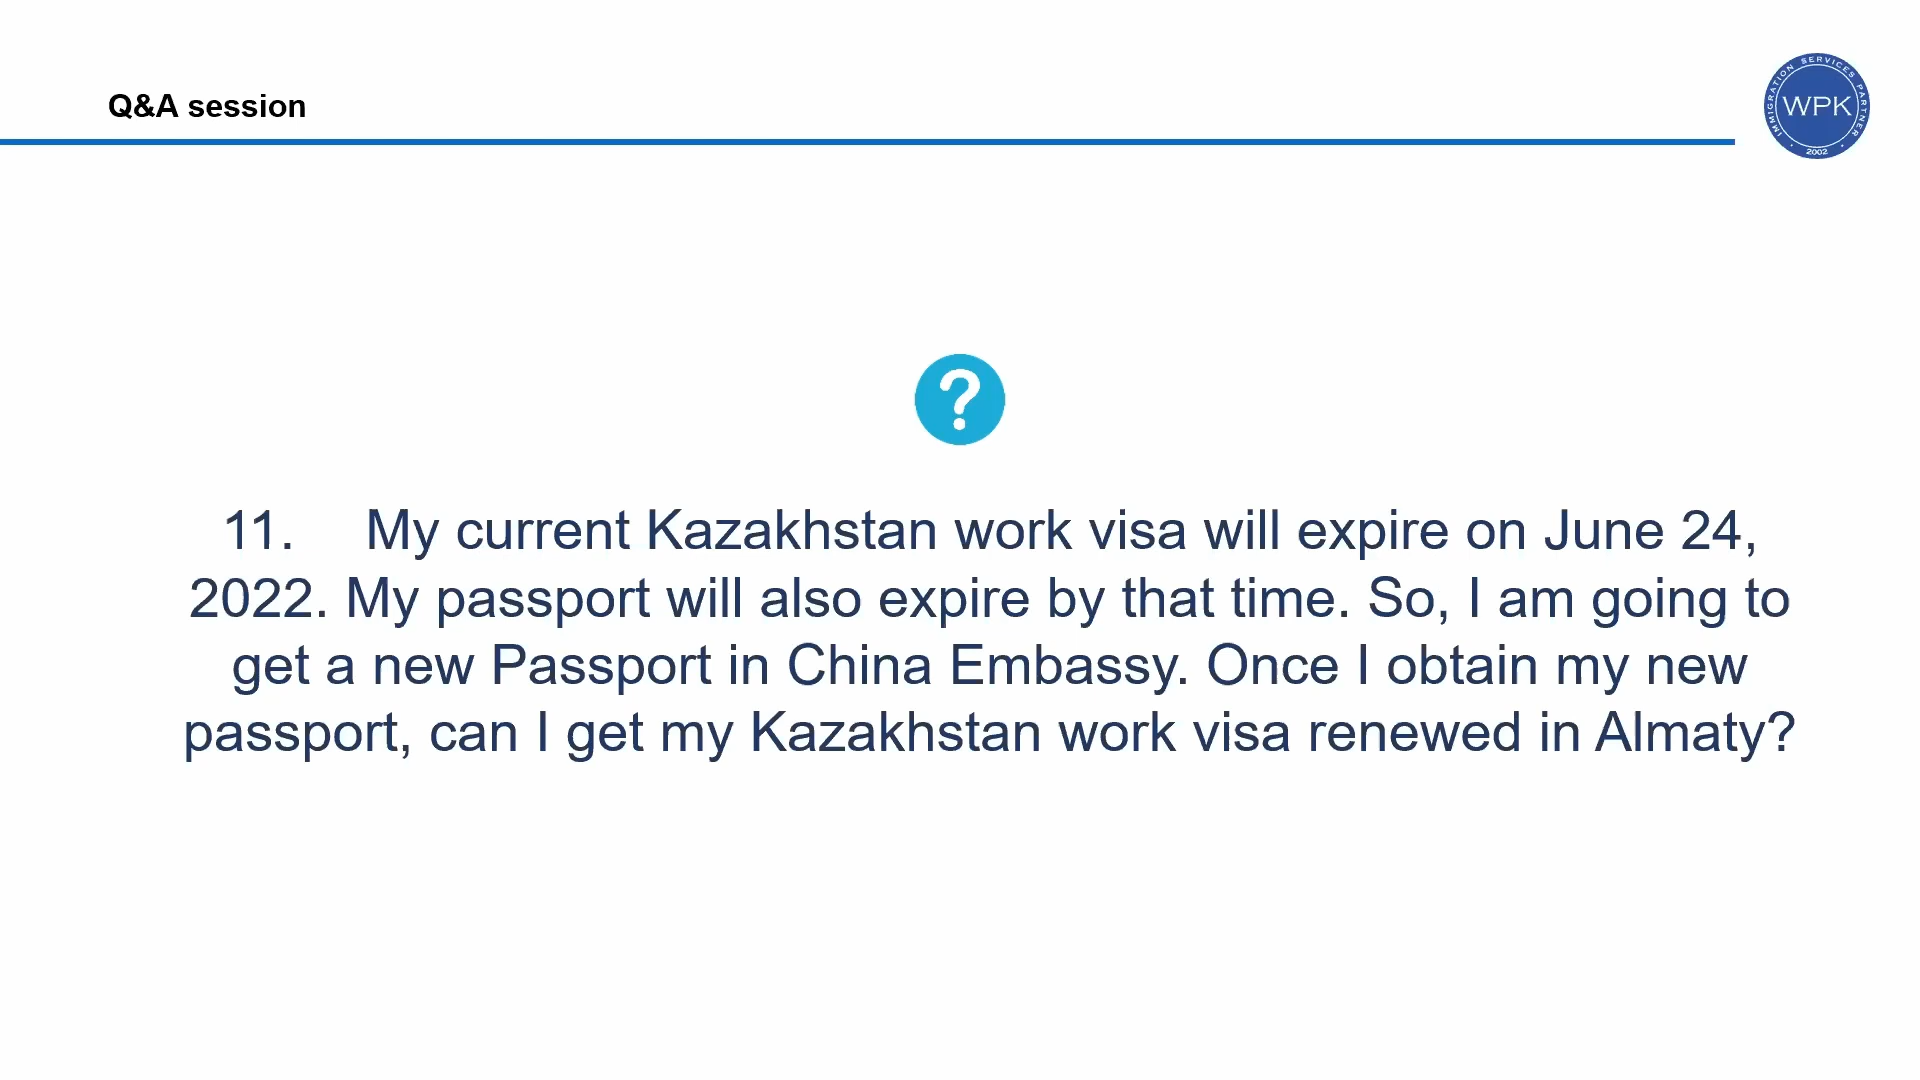 Q&A session
IMMIGRATION SERVICES PARTNER
WPK
2002
?
11. My current Kazakhstan work visa will expire on June 24,
2022. My passport will also expire by that time. So, I am going to
get a new Passport in China Embassy. Once I obtain my new
passport, can I get my Kazakhstan work visa renewed in Almaty?